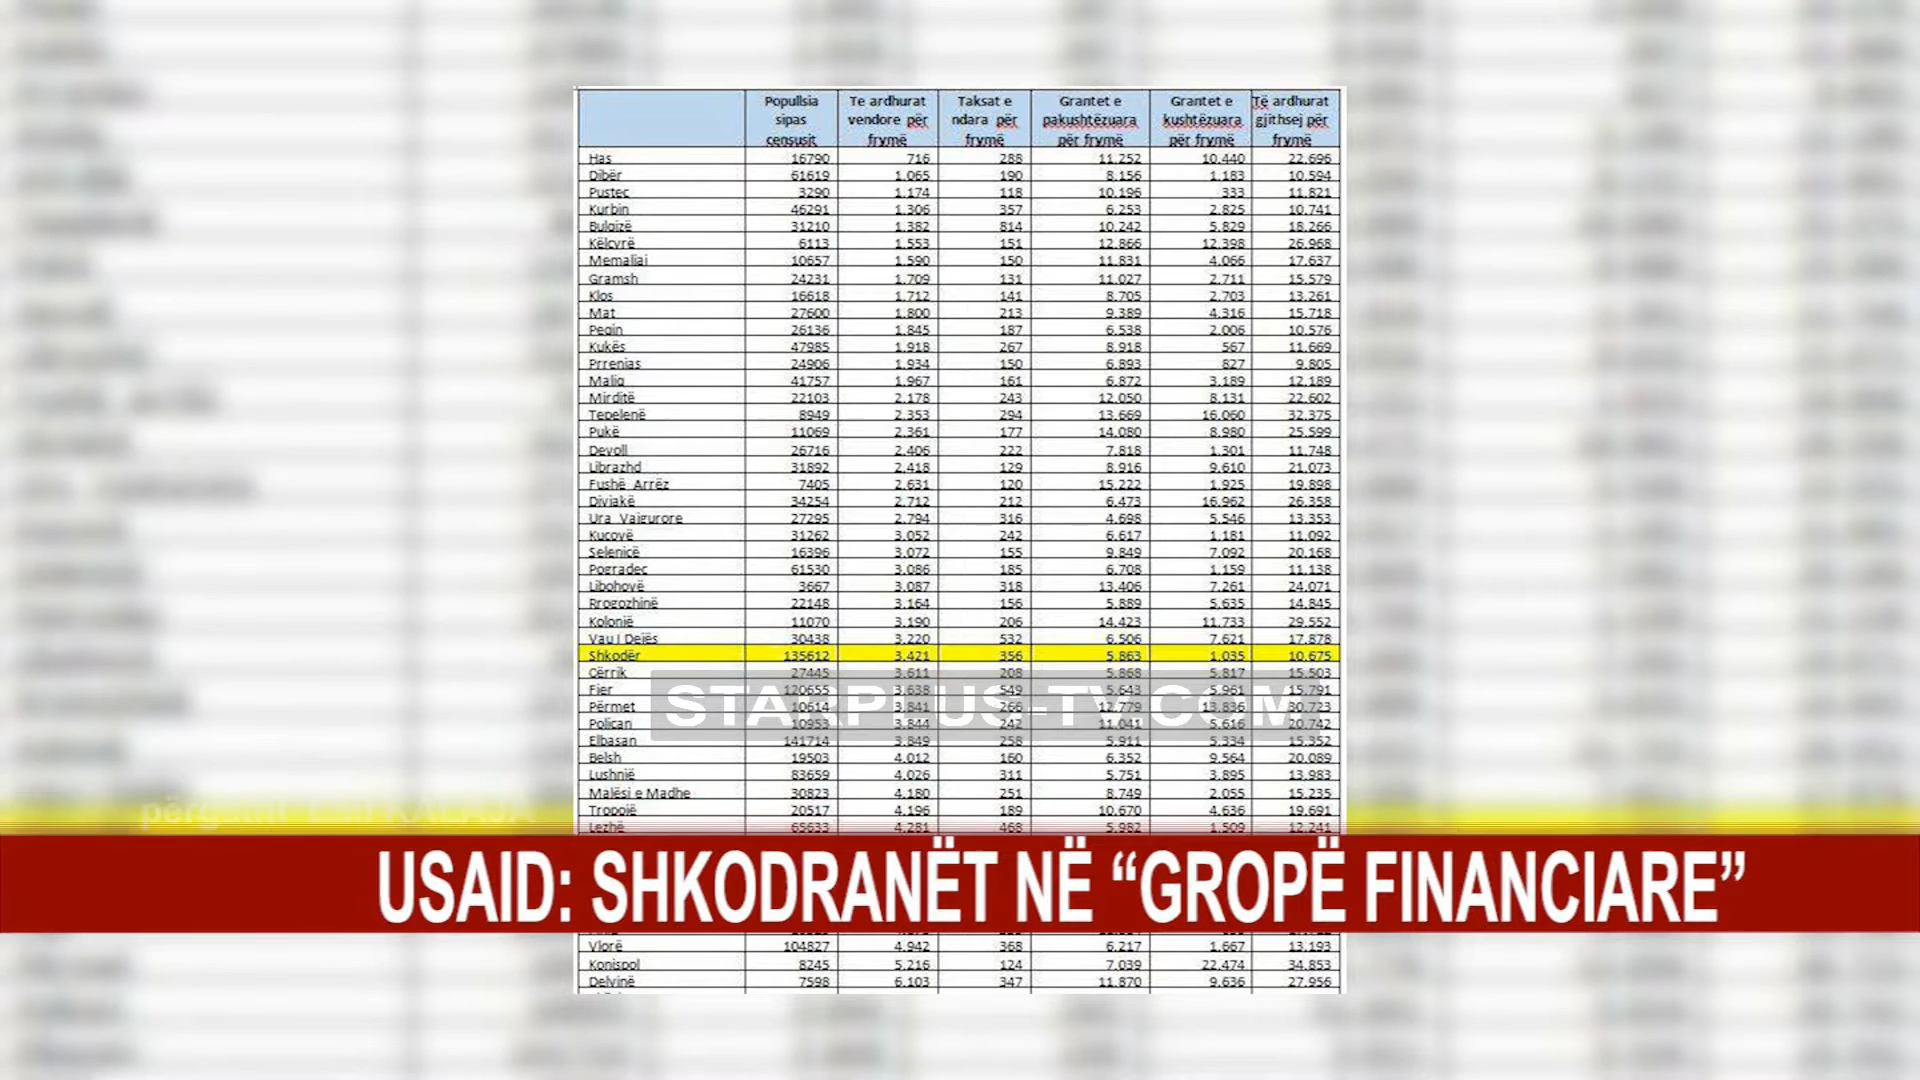 Popullsia sipas censusit Te ardhurat vendore për frymë Taksat e ndara për frymë Grantet e pakushtëzuara për frymë Grantet e kushtëzuara për frymë Të ardhurat gjithsej për frymë
Has 16790 716 288 11.252 10.440 22.696
Dibër 61619 1.065 190 8.156 1.183 10.594
Pustec 3290 1.174 118 10.196 333 11.821
Kurbin 46291 1.306 357 6.253 2.825 10.741
Bulqizë 31210 1.382 814 10.242 5.829 18.266
Këlcyrë 6113 1.553 151 12.866 12.398 26.968
Memaliaj 10657 1.590 150 11.831 4.066 17.637
Gramsh 24231 1.709 131 11.027 2.711 15.579
Klos 16618 1.712 141 8.705 2.703 13.261
Mat 27600 1.800 213 9.389 4.316 15.718
Peqin 26136 1.845 187 6.538 2.006 10.576
Kukës 47985 1.918 267 8.918 567 11.669
Prrenjas 24906 1.934 150 6.893 827 9.805
Maliq 41757 1.967 161 6.872 3.189 12.189
Mirditë 22103 2.178 243 12.050 8.131 22.602
Tepelenë 8949 2.353 294 13.669 16.060 32.375
Pukë 11069 2.361 177 14.080 8.980 25.599
Devoll 26716 2.406 222 7.818 1.301 11.748
Librazhd 31892 2.418 129 8.916 9.610 21.073
Fushë Arrëz 7405 2.631 120 15.222 1.925 19.898
Divjakë 34254 2.712 212 6.473 16.962 26.358
Ura Vajgurore 27295 2.794 316 4.698 5.546 13.353
Kuçovë 31262 3.052 242 6.617 1.181 11.092
Selenicë 16396 3.072 155 9.849 7.092 20.168
Pogradec 61530 3.086 185 6.708 1.159 11.138
Libohovë 3667 3.087 318 13.406 7.261 24.071
Rrogozhinë 22148 3.164 156 5.889 5.635 14.845
Kolonjë 11070 3.190 206 14.423 11.733 29.552
Vau I Dejës 30438 3.220 532 6.506 7.621 17.878
Shkodër 135612 3.421 356 5.863 1.035 10.675
Cërrik 27445 3.611 208 5.868 5.817 15.503
Fier 120655 3.638 549 5.643 5.961 15.791
STARPLUS-TV.COM
Përmet 10614 3.841 266 12.779 13.836 30.723
Poliçan 10953 3.844 242 11.041 5.616 20.742
Elbasan 141714 3.849 258 5.911 5.334 15.352
Belsh 19503 4.012 160 6.352 9.564 20.089
Lushnjë 83659 4.026 311 5.751 3.895 13.983
Malësi e Madhe 30823 4.180 251 8.749 2.055 15.235
Tropojë 20517 4.196 189 10.670 4.636 19.691
Lezhë 65633 4.281 468 5.982 1.509 12.241
USAID: SHKODRANËT NË “GROPË FINANCIARE”
Vlorë 104827 4.942 368 6.217 1.667 13.193
Konispol 8245 5.216 124 7.039 22.474 34.853
Delvinë 7598 6.103 347 11.870 9.636 27.956